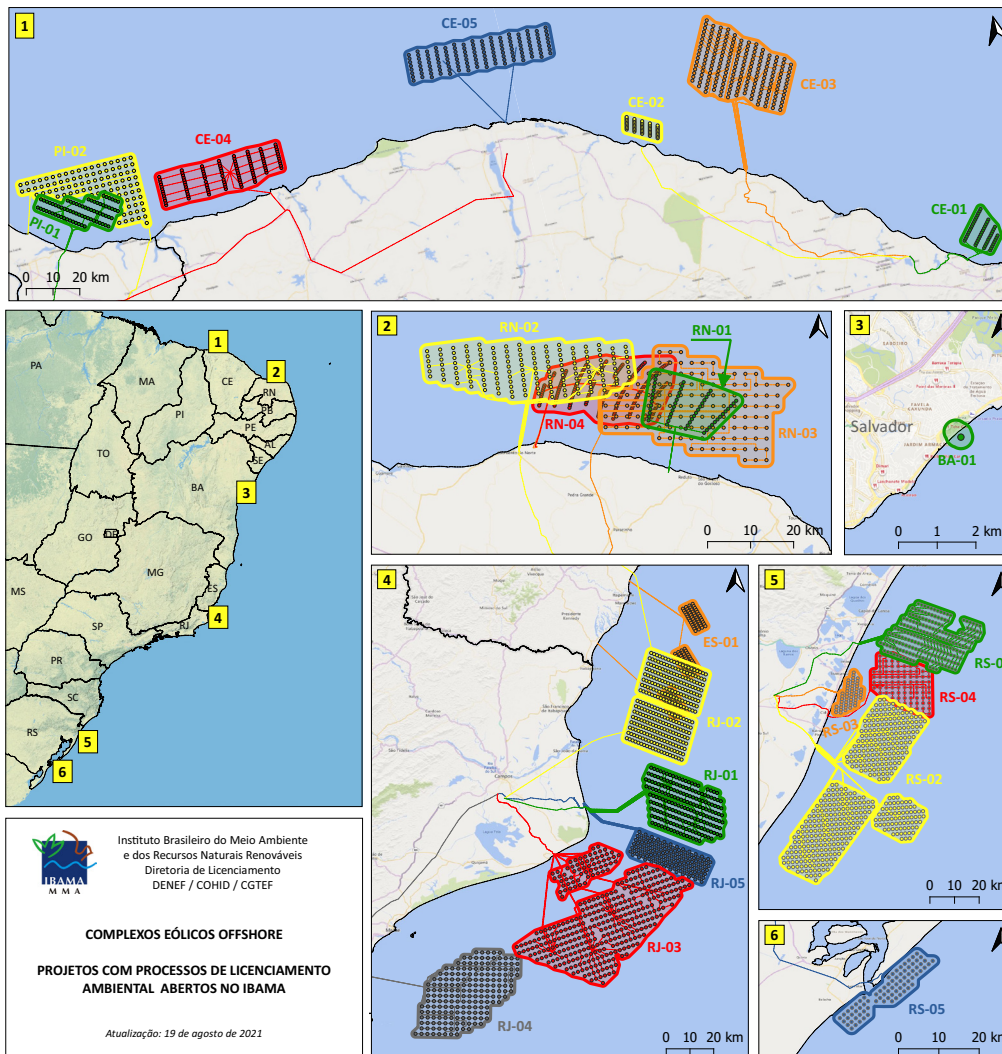 1
CE-05
CE-03
CE-02
CE-04
PI-02
PI-01
CE-01
0 10 20 km
0 10 20 km
1
2
3
4
5
6
PA
MA
CE
RN
PB
PE
AL
SE
PI
TO
BA
GO
DF
MG
MS
ES
SP
RJ
PR
SC
RS
2
RN-02
RN-01
RN-04
RN-03
0 10 20 km
3
Salvador
BA-01
0 1 2 km
4
ES-01
RJ-02
RJ-01
RJ-05
RJ-03
RJ-04
Campos
0 10 20 km
5
RS-0
RS-04
RS-03
RS-02
0 10 20 km
6
RS-05
0 10 20 km
IBAMA
MMA
Instituto Brasileiro do Meio Ambiente
e dos Recursos Naturais Renováveis
Diretoria de Licenciamento
DENEF / COHID / CGTEF
COMPLEXOS EÓLICOS OFFSHORE
PROJETOS COM PROCESSOS DE LICENCIAMENTO
AMBIENTAL ABERTOS NO IBAMA
Atualização: 19 de agosto de 2021